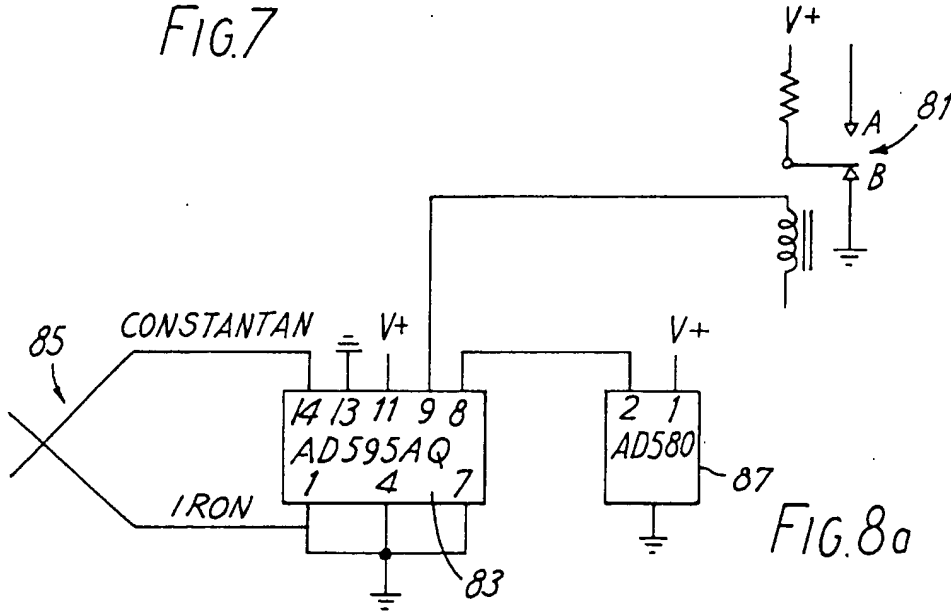 FIG.7
V+
A
81
B
CONSTANTAN
V+
V+
85
14 13 11 9 8
2 1
AD595AQ
AD580
1 4 7
87
IRON
83
FIG.8a